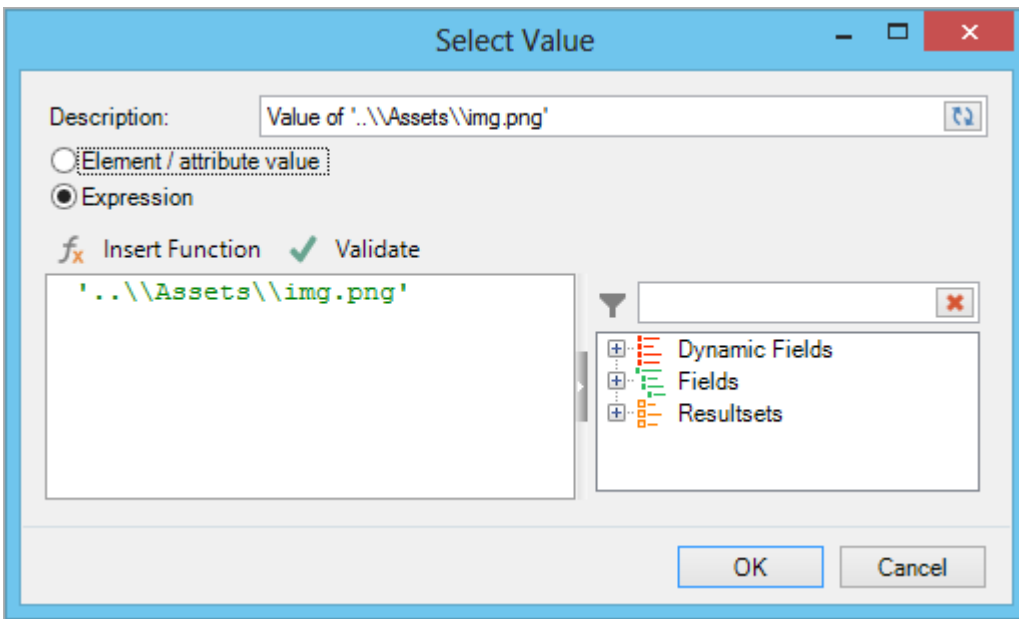 Select Value
Description: Value of '..\\Assets\\img.png'
Element / attribute value
Expression
fx Insert Function Validate
'..\\Assets\\img.png'
Dynamic Fields
Fields
Resultsets
OK Cancel